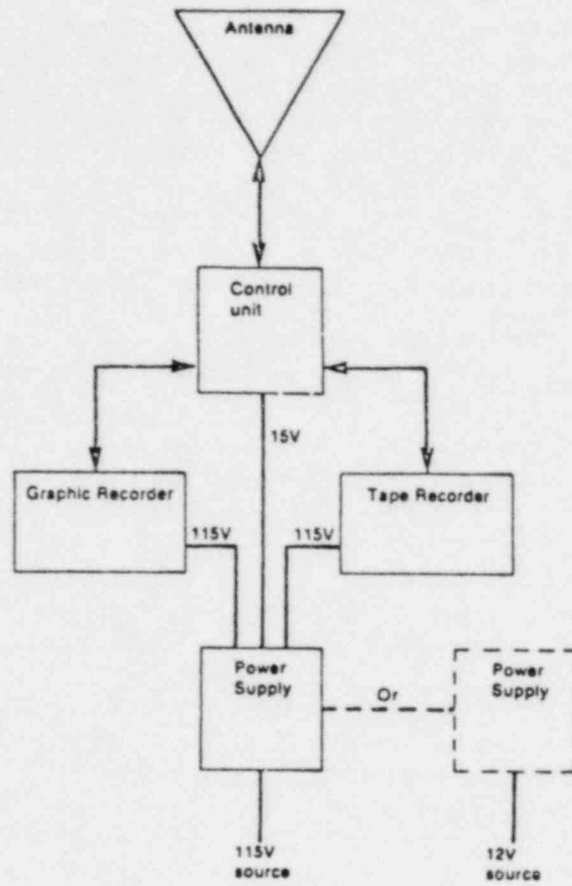 Antenna
Control
unit
15V
Graphic Recorder
Tape Recorder
115V
115V
Power
Supply
Or
Power
Supply
115V
source
12V
source